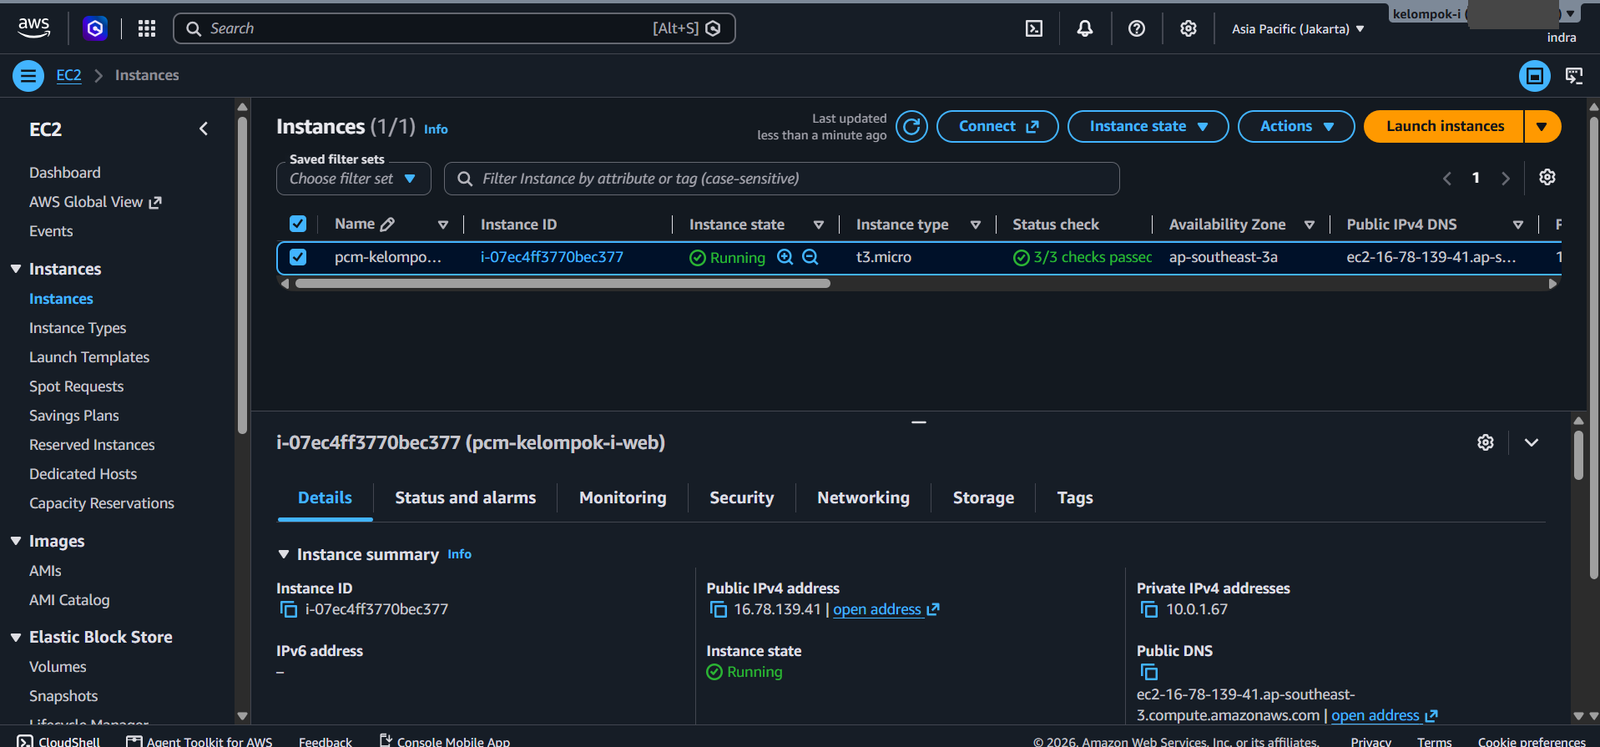 aws
Search [Alt+S]
Asia Pacific (Jakarta)
kelompok-i (
)
indra
EC2 Instances
EC2
Dashboard
AWS Global View
Events
Instances
Instances
Instance Types
Launch Templates
Spot Requests
Savings Plans
Reserved Instances
Dedicated Hosts
Capacity Reservations
Images
AMIs
AMI Catalog
Elastic Block Store
Volumes
Snapshots
Lifecycle Manager
Instances (1/1) Info
Last updated
less than a minute ago
Connect
Instance state
Actions
Launch instances
Saved filter sets
Choose filter set
Filter Instance by attribute or tag (case-sensitive)
1
Name Instance ID Instance state Instance type Status check Availability Zone Public IPv4 DNS P
pcm-kelompo... i-07ec4ff3770bec377 Running t3.micro 3/3 checks passec ap-southeast-3a ec2-16-78-139-41.ap-s... 1
i-07ec4ff3770bec377 (pcm-kelompok-i-web)
Details Status and alarms Monitoring Security Networking Storage Tags
Instance summary Info
Instance ID
i-07ec4ff3770bec377
Public IPv4 address
16.78.139.41 | open address
Private IPv4 addresses
10.0.1.67
IPv6 address
–
Instance state
Running
Public DNS
ec2-16-78-139-41.ap-southeast-
3.compute.amazonaws.com | open address
CloudShell Agent Toolkit for AWS Feedback Console Mobile App © 2026, Amazon Web Services, Inc. or its affiliates. Privacy Terms Cookie preferences